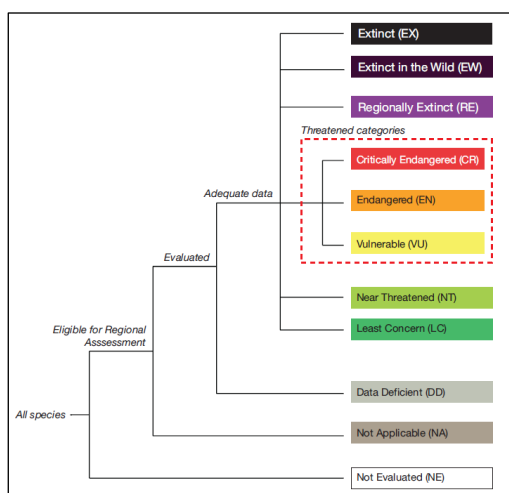 Extinct (EX)
Extinct in the Wild (EW)
Regionally Extinct (RE)
Threatened categories
Critically Endangered (CR)
Adequate data
Endangered (EN)
Vulnerable (VU)
Evaluated
Near Threatened (NT)
Eligible for Regional
Asssessment
Least Concern (LC)
Data Deficient (DD)
All species
Not Applicable (NA)
Not Evaluated (NE)